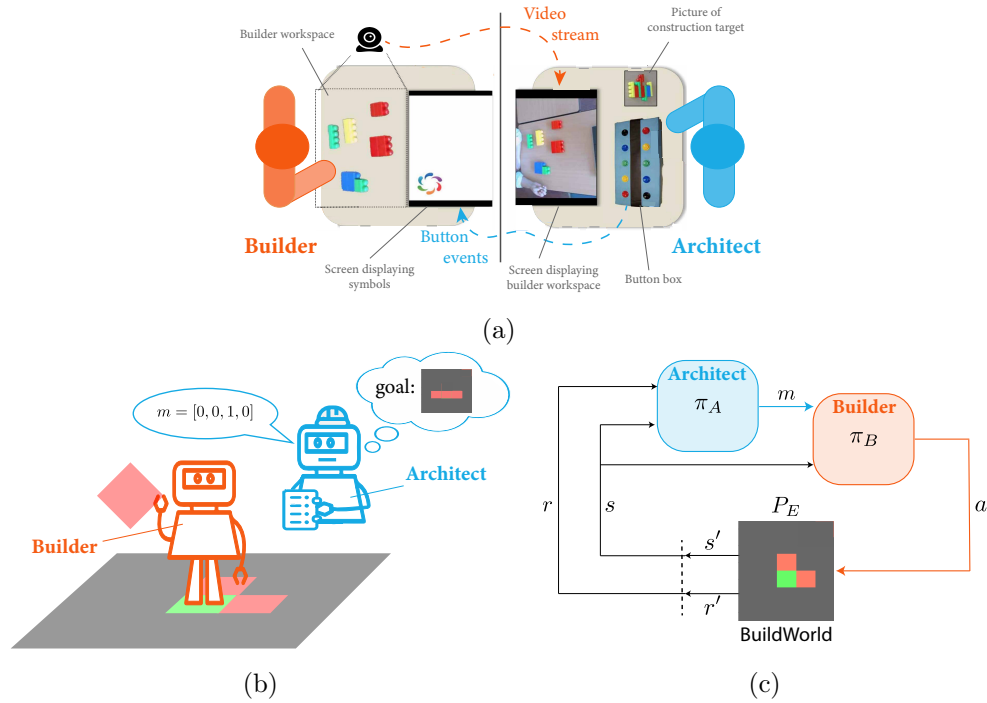 Builder workspace
Video
stream
Picture of
construction target
Builder
Button
events
Architect
Screen displaying
symbols
Screen displaying
builder workspace
Button box
(a)
m = [0, 0, 1, 0]
goal:
Architect
Builder
(b)
Architect
π_A
m
Builder
π_B
r
s
P_E
a
s′
r′
BuildWorld
(c)